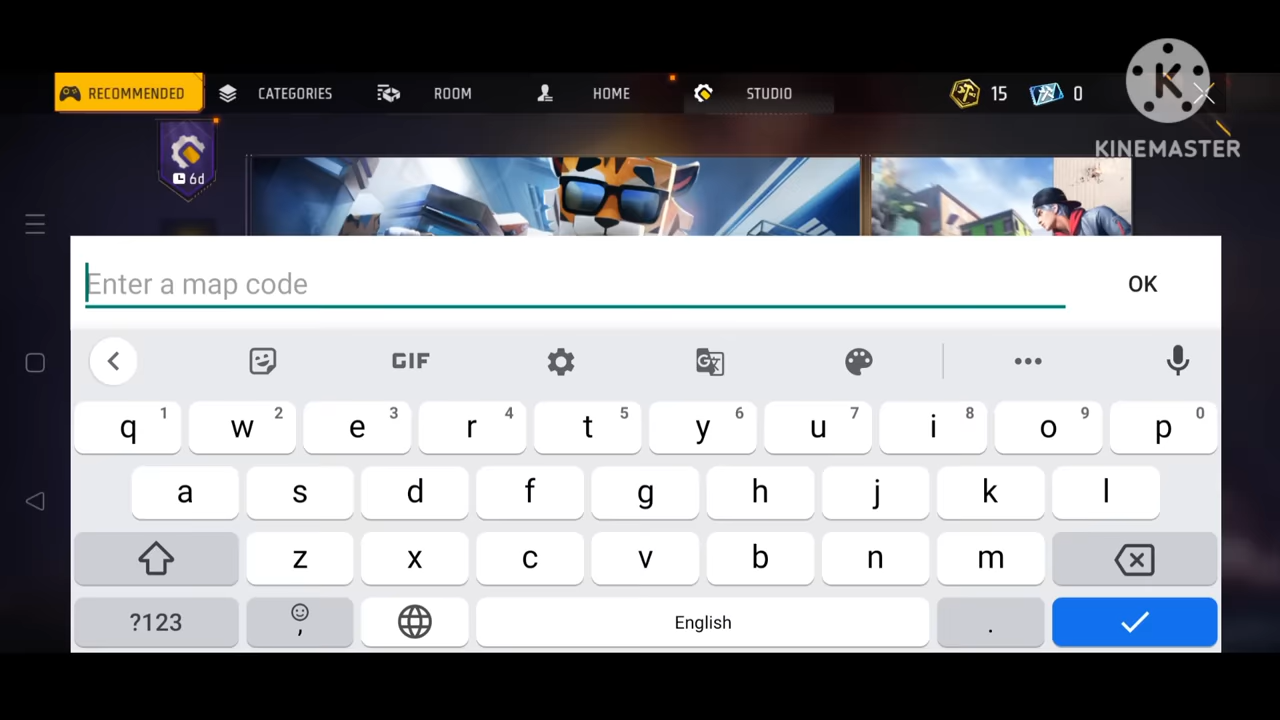 RECOMMENDED
CATEGORIES
ROOM
HOME
STUDIO
15
0
K
KINEMASTER
6d
Enter a map code
OK
GIF
G
q 1 w 2 e 3 r 4 t 5 y 6 u 7 i 8 o 9 p 0
a s d f g h j k l
z x c v b n m
?123 , English .